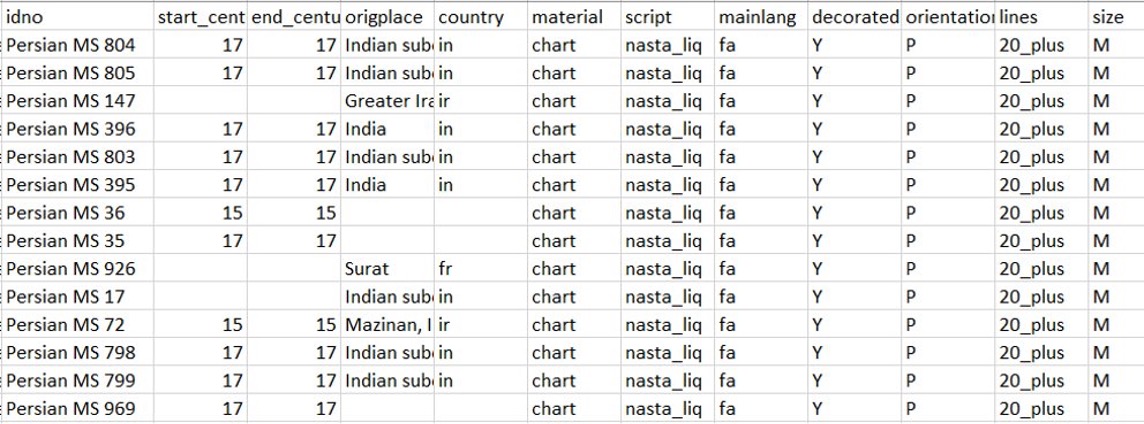 idno start_cent end_centu origplace country material script mainlang decorated orientation lines size
Persian MS 804 17 17 Indian sub in chart nasta_liq fa Y P 20_plus M
Persian MS 805 17 17 Indian sub in chart nasta_liq fa Y P 20_plus M
Persian MS 147 Greater Ira ir chart nasta_liq fa Y P 20_plus M
Persian MS 396 17 17 India in chart nasta_liq fa Y P 20_plus M
Persian MS 803 17 17 Indian sub in chart nasta_liq fa Y P 20_plus M
Persian MS 395 17 17 India in chart nasta_liq fa Y P 20_plus M
Persian MS 36 15 15 chart nasta_liq fa Y P 20_plus M
Persian MS 35 17 17 chart nasta_liq fa Y P 20_plus M
Persian MS 926 Surat fr chart nasta_liq fa Y P 20_plus M
Persian MS 17 Indian sub in chart nasta_liq fa Y P 20_plus M
Persian MS 72 15 15 Mazinan, I ir chart nasta_liq fa Y P 20_plus M
Persian MS 798 17 17 Indian sub in chart nasta_liq fa Y P 20_plus M
Persian MS 799 17 17 Indian sub in chart nasta_liq fa Y P 20_plus M
Persian MS 969 17 17 chart nasta_liq fa Y P 20_plus M